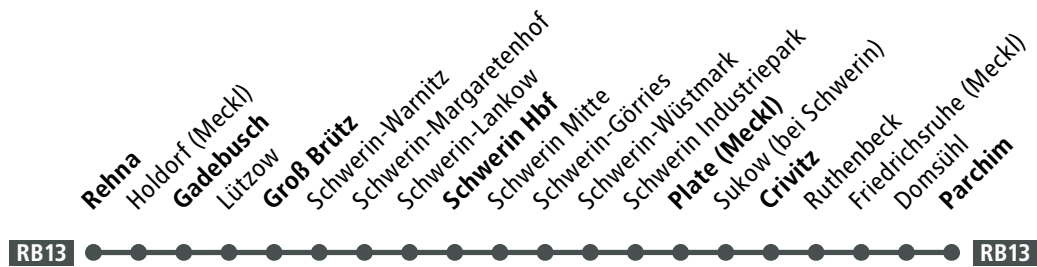 Rehna
Holdorf (Meckl)
Gadebusch
Lützow
Groß Brütz
Schwerin-Warnitz
Schwerin-Margaretenhof
Schwerin-Lankow
Schwerin Hbf
Schwerin Mitte
Schwerin-Görries
Schwerin-Wüstmark
Schwerin Industriepark
Plate (Meckl)
Sukow (bei Schwerin)
Crivitz
Ruthenbeck
Friedrichsruhe (Meckl)
Domsühl
Parchim
RB13
RB13